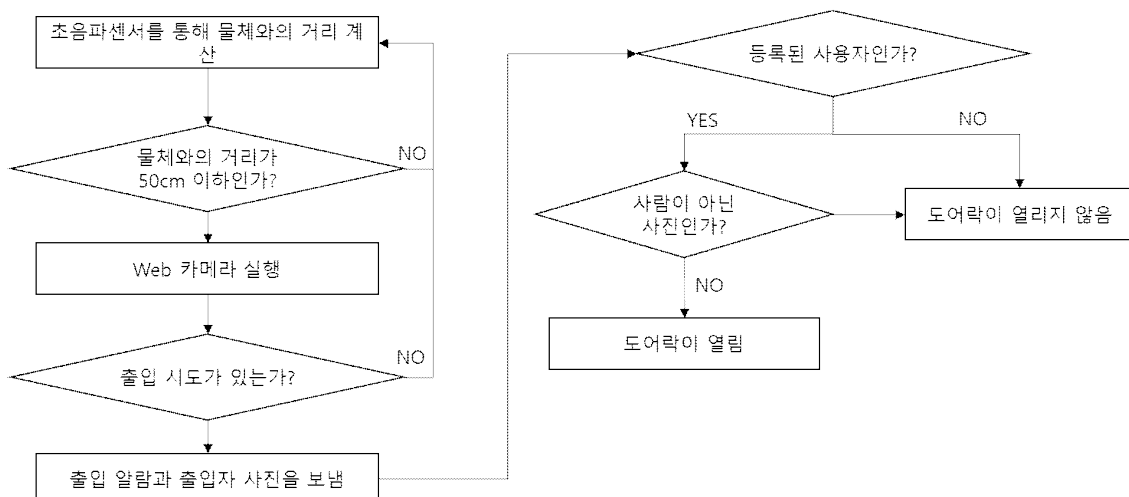 초음파센서를 통해 물체와의 거리 계
산
물체와의 거리가
50cm 이하인가?
NO
Web 카메라 실행
출입 시도가 있는가?
NO
출입 알람과 출입자 사진을 보냄
등록된 사용자인가?
YES
NO
사람이 아닌
사진인가?
도어락이 열리지 않음
NO
도어락이 열림